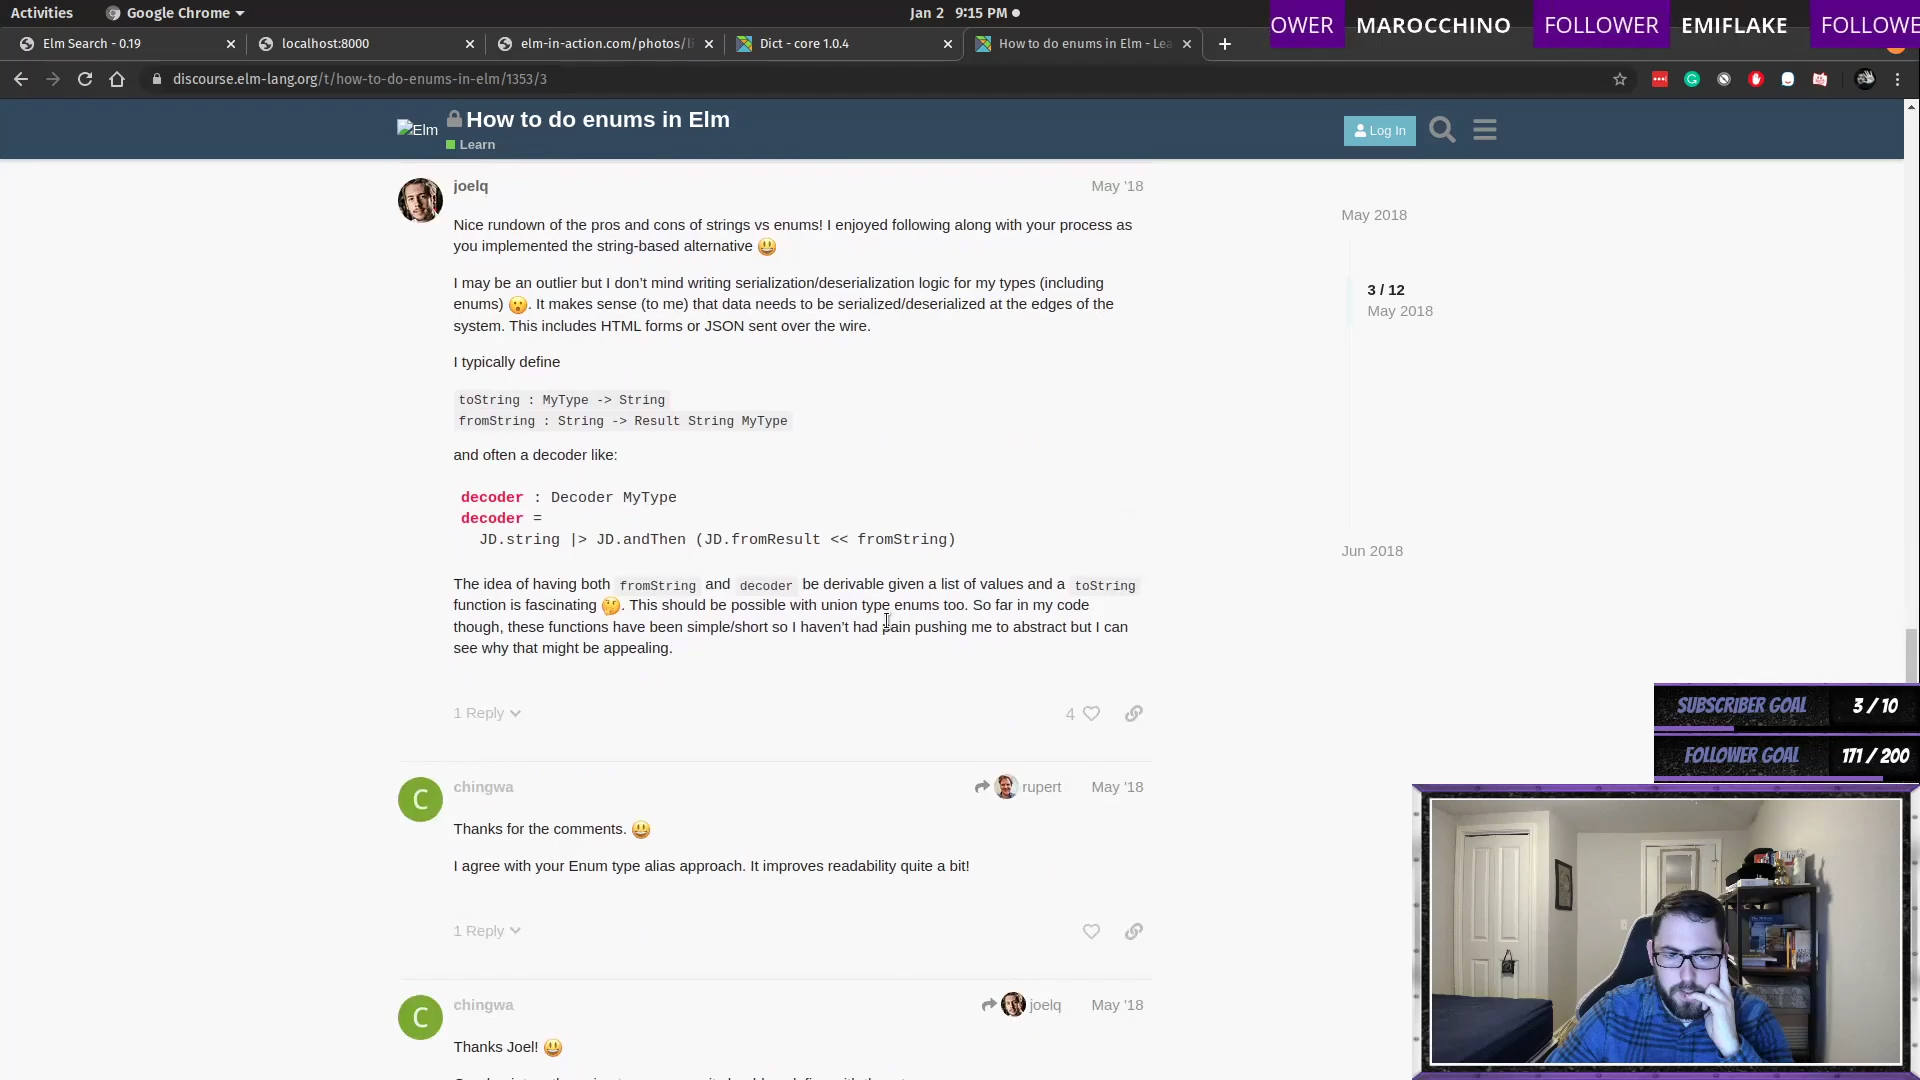 Activities
Google Chrome
Jan 2 9:15 PM
OWER MAROCCHINO FOLLOWER EMIFLAKE FOLLOWE
Elm Search - 0.19
localhost:8000
elm-in-action.com/photos/li
Dict - core 1.0.4
How to do enums in Elm - Lea
discourse.elm-lang.org/t/how-to-do-enums-in-elm/1353/3
Elm
How to do enums in Elm
Learn
Log In
joelq
May '18
Nice rundown of the pros and cons of strings vs enums! I enjoyed following along with your process as
you implemented the string-based alternative 😃
I may be an outlier but I don’t mind writing serialization/deserialization logic for my types (including
enums) 😮. It makes sense (to me) that data needs to be serialized/deserialized at the edges of the
system. This includes HTML forms or JSON sent over the wire.
I typically define
toString : MyType -> String
fromString : String -> Result String MyType
and often a decoder like:
decoder : Decoder MyType
decoder =
JD.string |> JD.andThen (JD.fromResult << fromString)
The idea of having both fromString and decoder be derivable given a list of values and a toString
function is fascinating 🤔. This should be possible with union type enums too. So far in my code
though, these functions have been simple/short so I haven’t had pain pushing me to abstract but I can
see why that might be appealing.
1 Reply
4
chingwa
rupert
May '18
Thanks for the comments. 😃
I agree with your Enum type alias approach. It improves readability quite a bit!
1 Reply
chingwa
joelq
May '18
Thanks Joel! 😃
C
C
May 2018
3 / 12
May 2018
Jun 2018
SUBSCRIBER GOAL 3 / 10
FOLLOWER GOAL 171 / 200